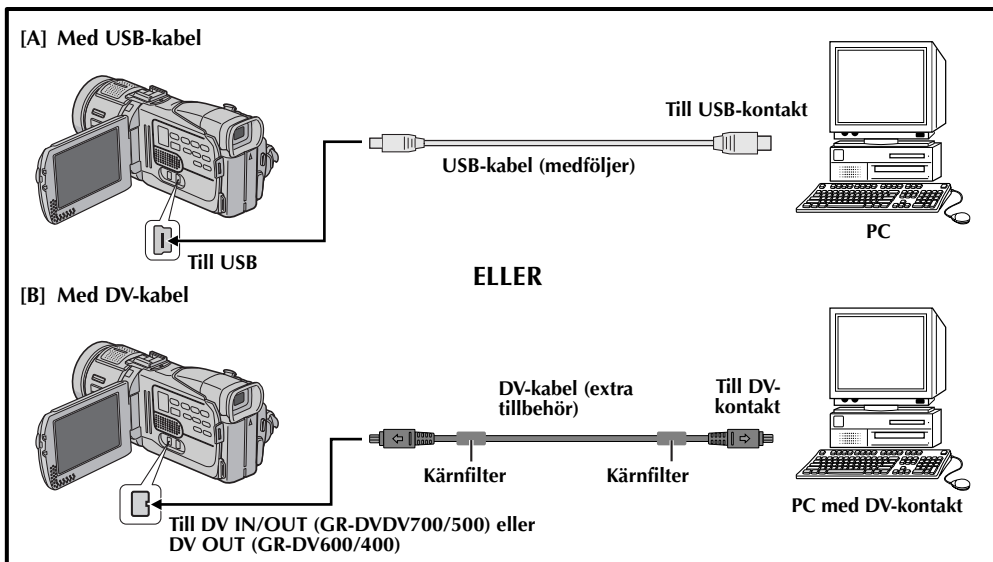 [A] Med USB-kabel
Till USB-kontakt
USB-kabel (medföljer)
PC
Till USB
ELLER
[B] Med DV-kabel
DV-kabel (extra
tillbehör)
Till DV-
kontakt
Kärnfilter
Kärnfilter
PC med DV-kontakt
Till DV IN/OUT (GR-DVDV700/500) eller
DV OUT (GR-DV600/400)